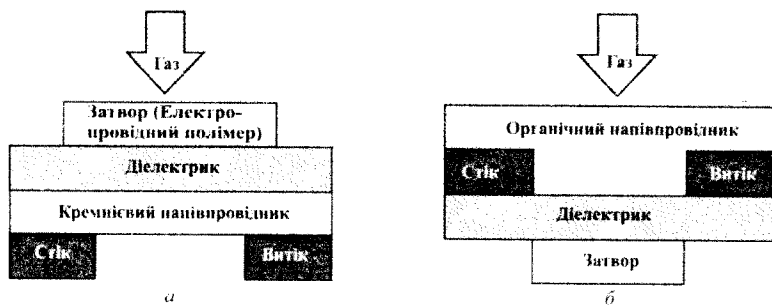 Газ
Затвор (Електро-
провідний полімер)
Діелектрик
Кремнієвий напівпровідник
Стік
Витік
а
Газ
Органічний напівпровідник
Стік
Витік
Діелектрик
Затвор
б